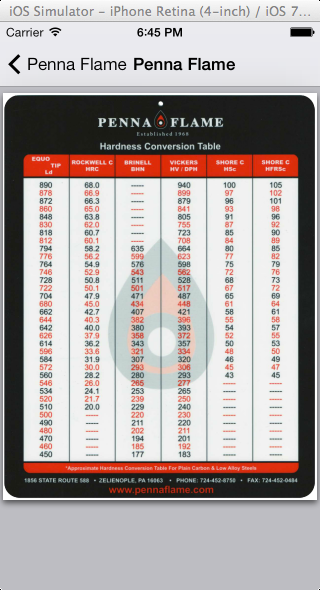 iOS Simulator – iPhone Retina (4-inch) / iOS 7...
Carrier 6:45 PM
Penna Flame Penna Flame
PENNA FLAME
Established 1968
Hardness Conversion Table
EQUO TIP Ld ROCKWELL C HRC BRINELL BHN VICKERS HV / DPH SHORE C HSc SHORE C HFRSc
890 68.0 ----- 940 100 105
878 66.9 ----- 899 97 102
872 66.3 ----- 879 96 101
860 65.0 ----- 841 93 98
848 63.8 ----- 805 91 96
830 62.0 ----- 755 87 92
818 60.7 ----- 723 85 90
812 60.1 ----- 708 84 89
794 58.2 635 664 80 85
776 56.2 599 623 77 82
764 54.9 576 598 75 79
746 52.9 543 562 72 76
728 50.8 511 528 68 73
722 50.1 501 517 67 72
704 47.9 471 487 65 69
680 45.0 434 448 61 64
662 42.7 407 421 58 61
644 40.3 382 396 55 58
642 40.0 380 393 54 57
626 37.9 358 372 52 55
614 36.2 343 357 50 53
596 33.6 321 334 48 50
584 31.9 307 320 46 49
572 30.0 293 306 45 47
560 28.2 280 293 43 45
546 26.0 265 277 ----- -----
534 24.1 253 265 ----- -----
520 21.7 239 250 ----- -----
510 20.0 229 240 ----- -----
500 ----- 220 230 ----- -----
490 ----- 211 220 ----- -----
480 ----- 202 211 ----- -----
470 ----- 194 201 ----- -----
460 ----- 185 192 ----- -----
450 ----- 177 183 ----- -----
*Approximate Hardness Conversion Table For Plain Carbon & Low Alloy Steels
1856 STATE ROUTE 588 • ZELIENOPLE, PA 16063 • PHONE: 724-452-8750 • FAX: 724-452-0484
www.pennaflame.com